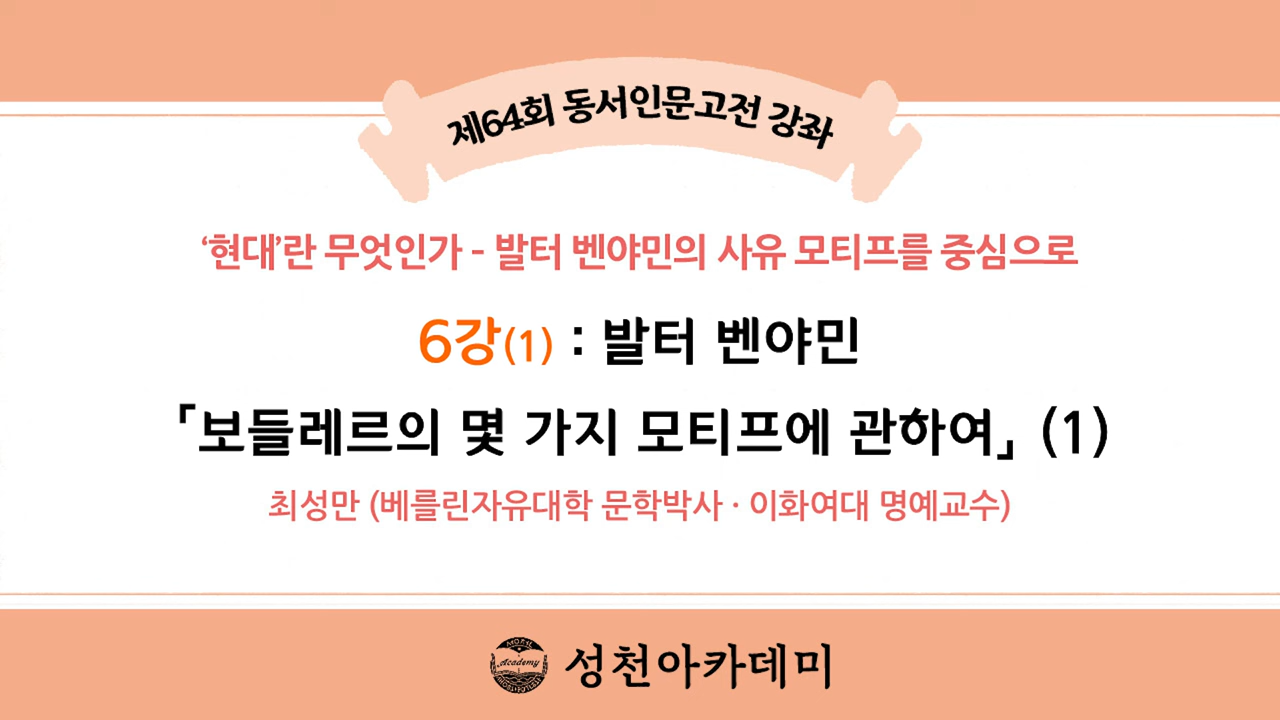 제64회 동서인문고전 강좌
‘현대’란 무엇인가 - 발터 벤야민의 사유 모티프를 중심으로
6강(1) : 발터 벤야민
「보들레르의 몇 가지 모티프에 관하여」 (1)
최성만 (베를린자유대학 문학박사 · 이화여대 명예교수)
Academy
성천아카데미